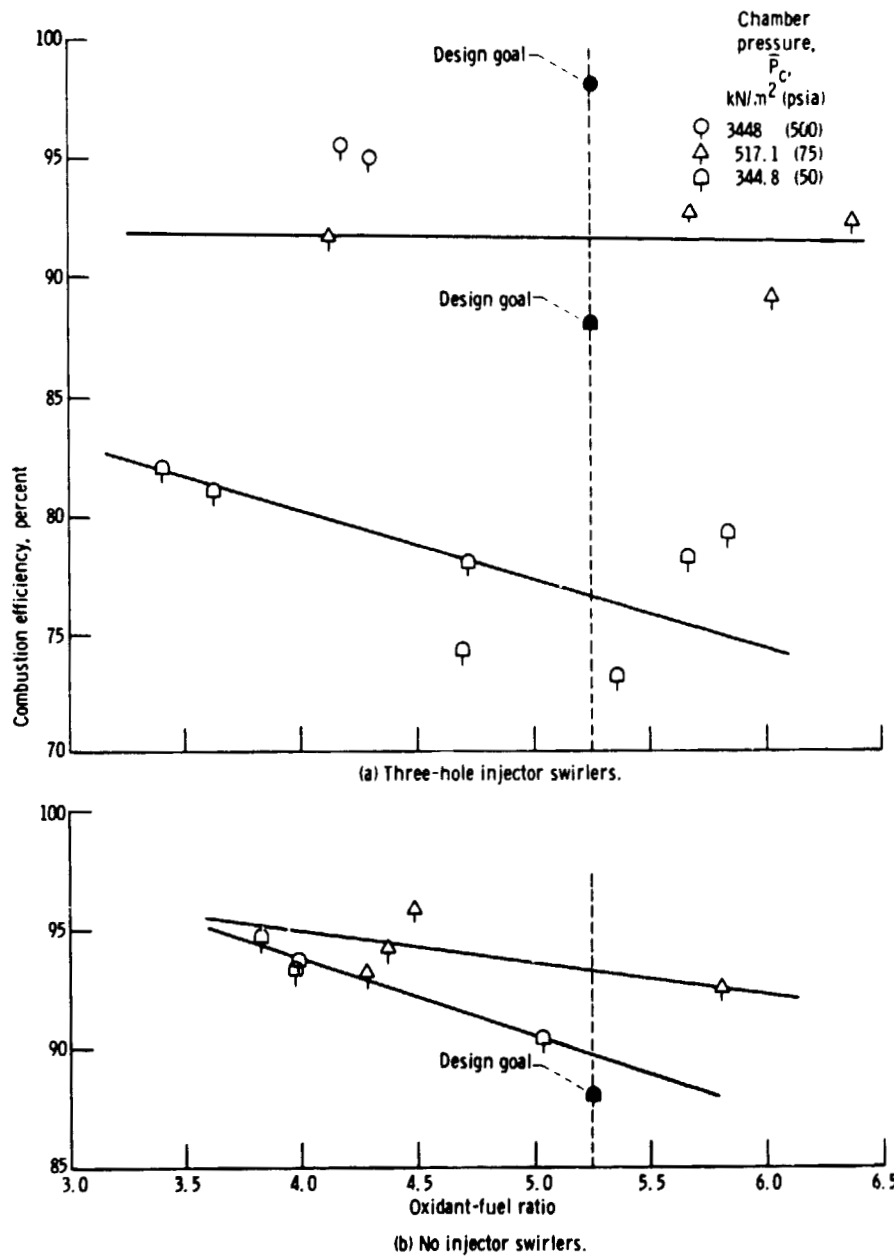 Chamber
pressure,
P̅c,
kN/m² (psia)
3448 (500)
517.1 (75)
344.8 (50)
Design goal
Design goal
100
95
90
85
80
75
70
Combustion efficiency, percent
(a) Three-hole injector swirlers.
100
95
90
85
Design goal
3.0 3.5 4.0 4.5 5.0 5.5 6.0 6.5
Oxidant-fuel ratio
(b) No injector swirlers.